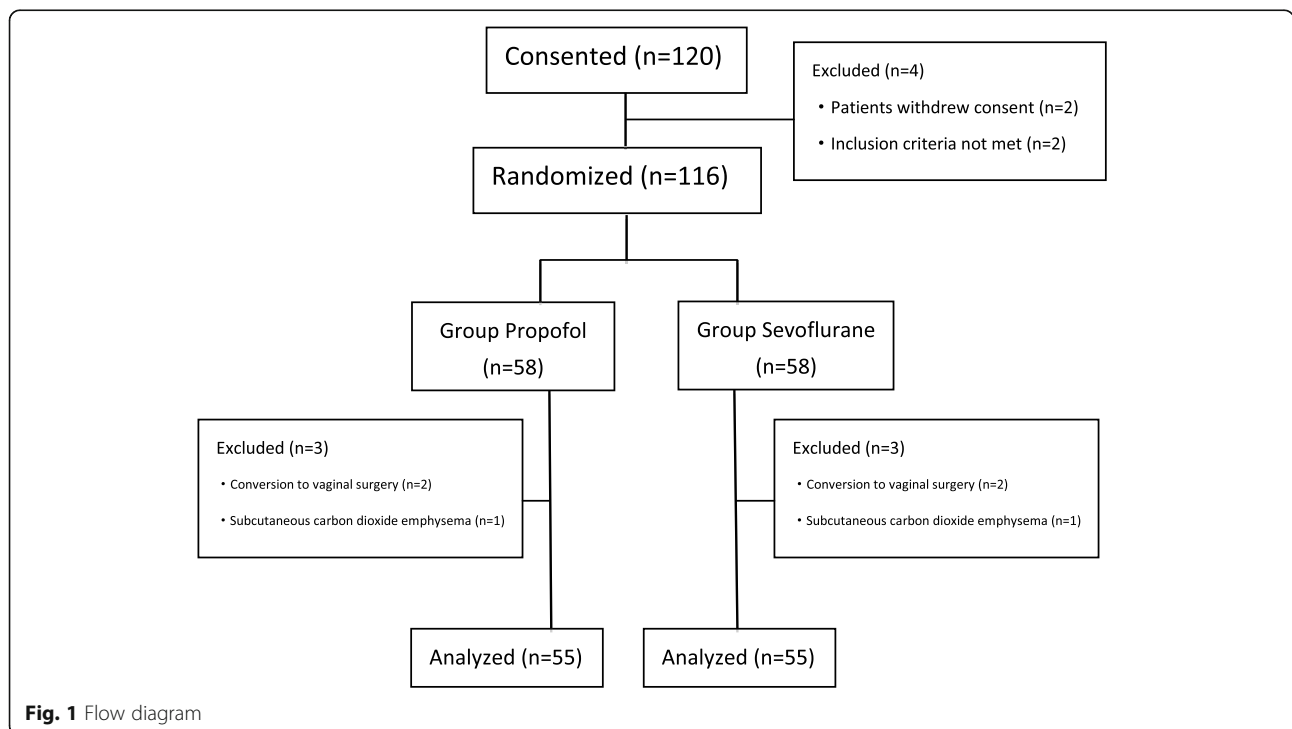 Consented (n=120)
Excluded (n=4)
• Patients withdrew consent (n=2)
• Inclusion criteria not met (n=2)
Randomized (n=116)
Group Propofol
(n=58)
Group Sevoflurane
(n=58)
Excluded (n=3)
• Conversion to vaginal surgery (n=2)
• Subcutaneous carbon dioxide emphysema (n=1)
Excluded (n=3)
• Conversion to vaginal surgery (n=2)
• Subcutaneous carbon dioxide emphysema (n=1)
Analyzed (n=55)
Analyzed (n=55)
Fig. 1 Flow diagram